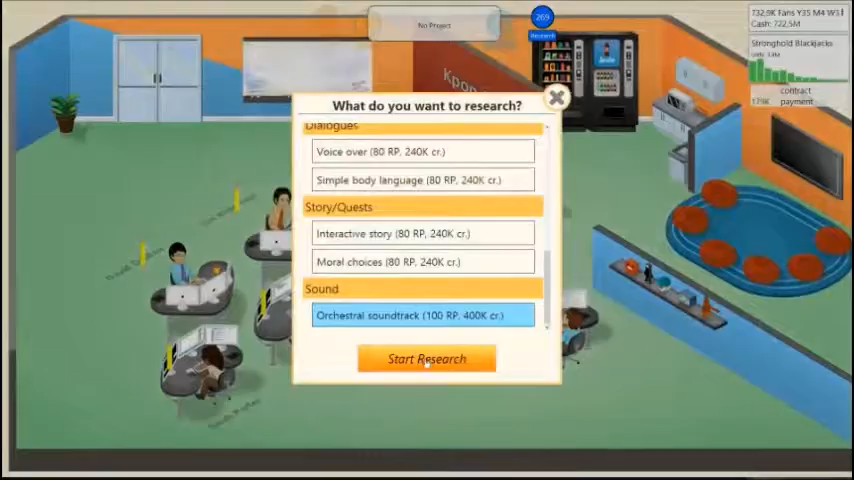 No Project
269
Research
732,9K Fans Y35 M4 W3
Cash: 722,5M
Stronghold Blackjacks
contract
payment
Kpop
What do you want to research?
Dialogues
Voice over (80 RP, 240K cr.)
Simple body language (80 RP, 240K cr.)
Story/Quests
Interactive story (80 RP, 240K cr.)
Moral choices (80 RP, 240K cr.)
Sound
Orchestral soundtrack (100 RP, 400K cr.)
Start Research